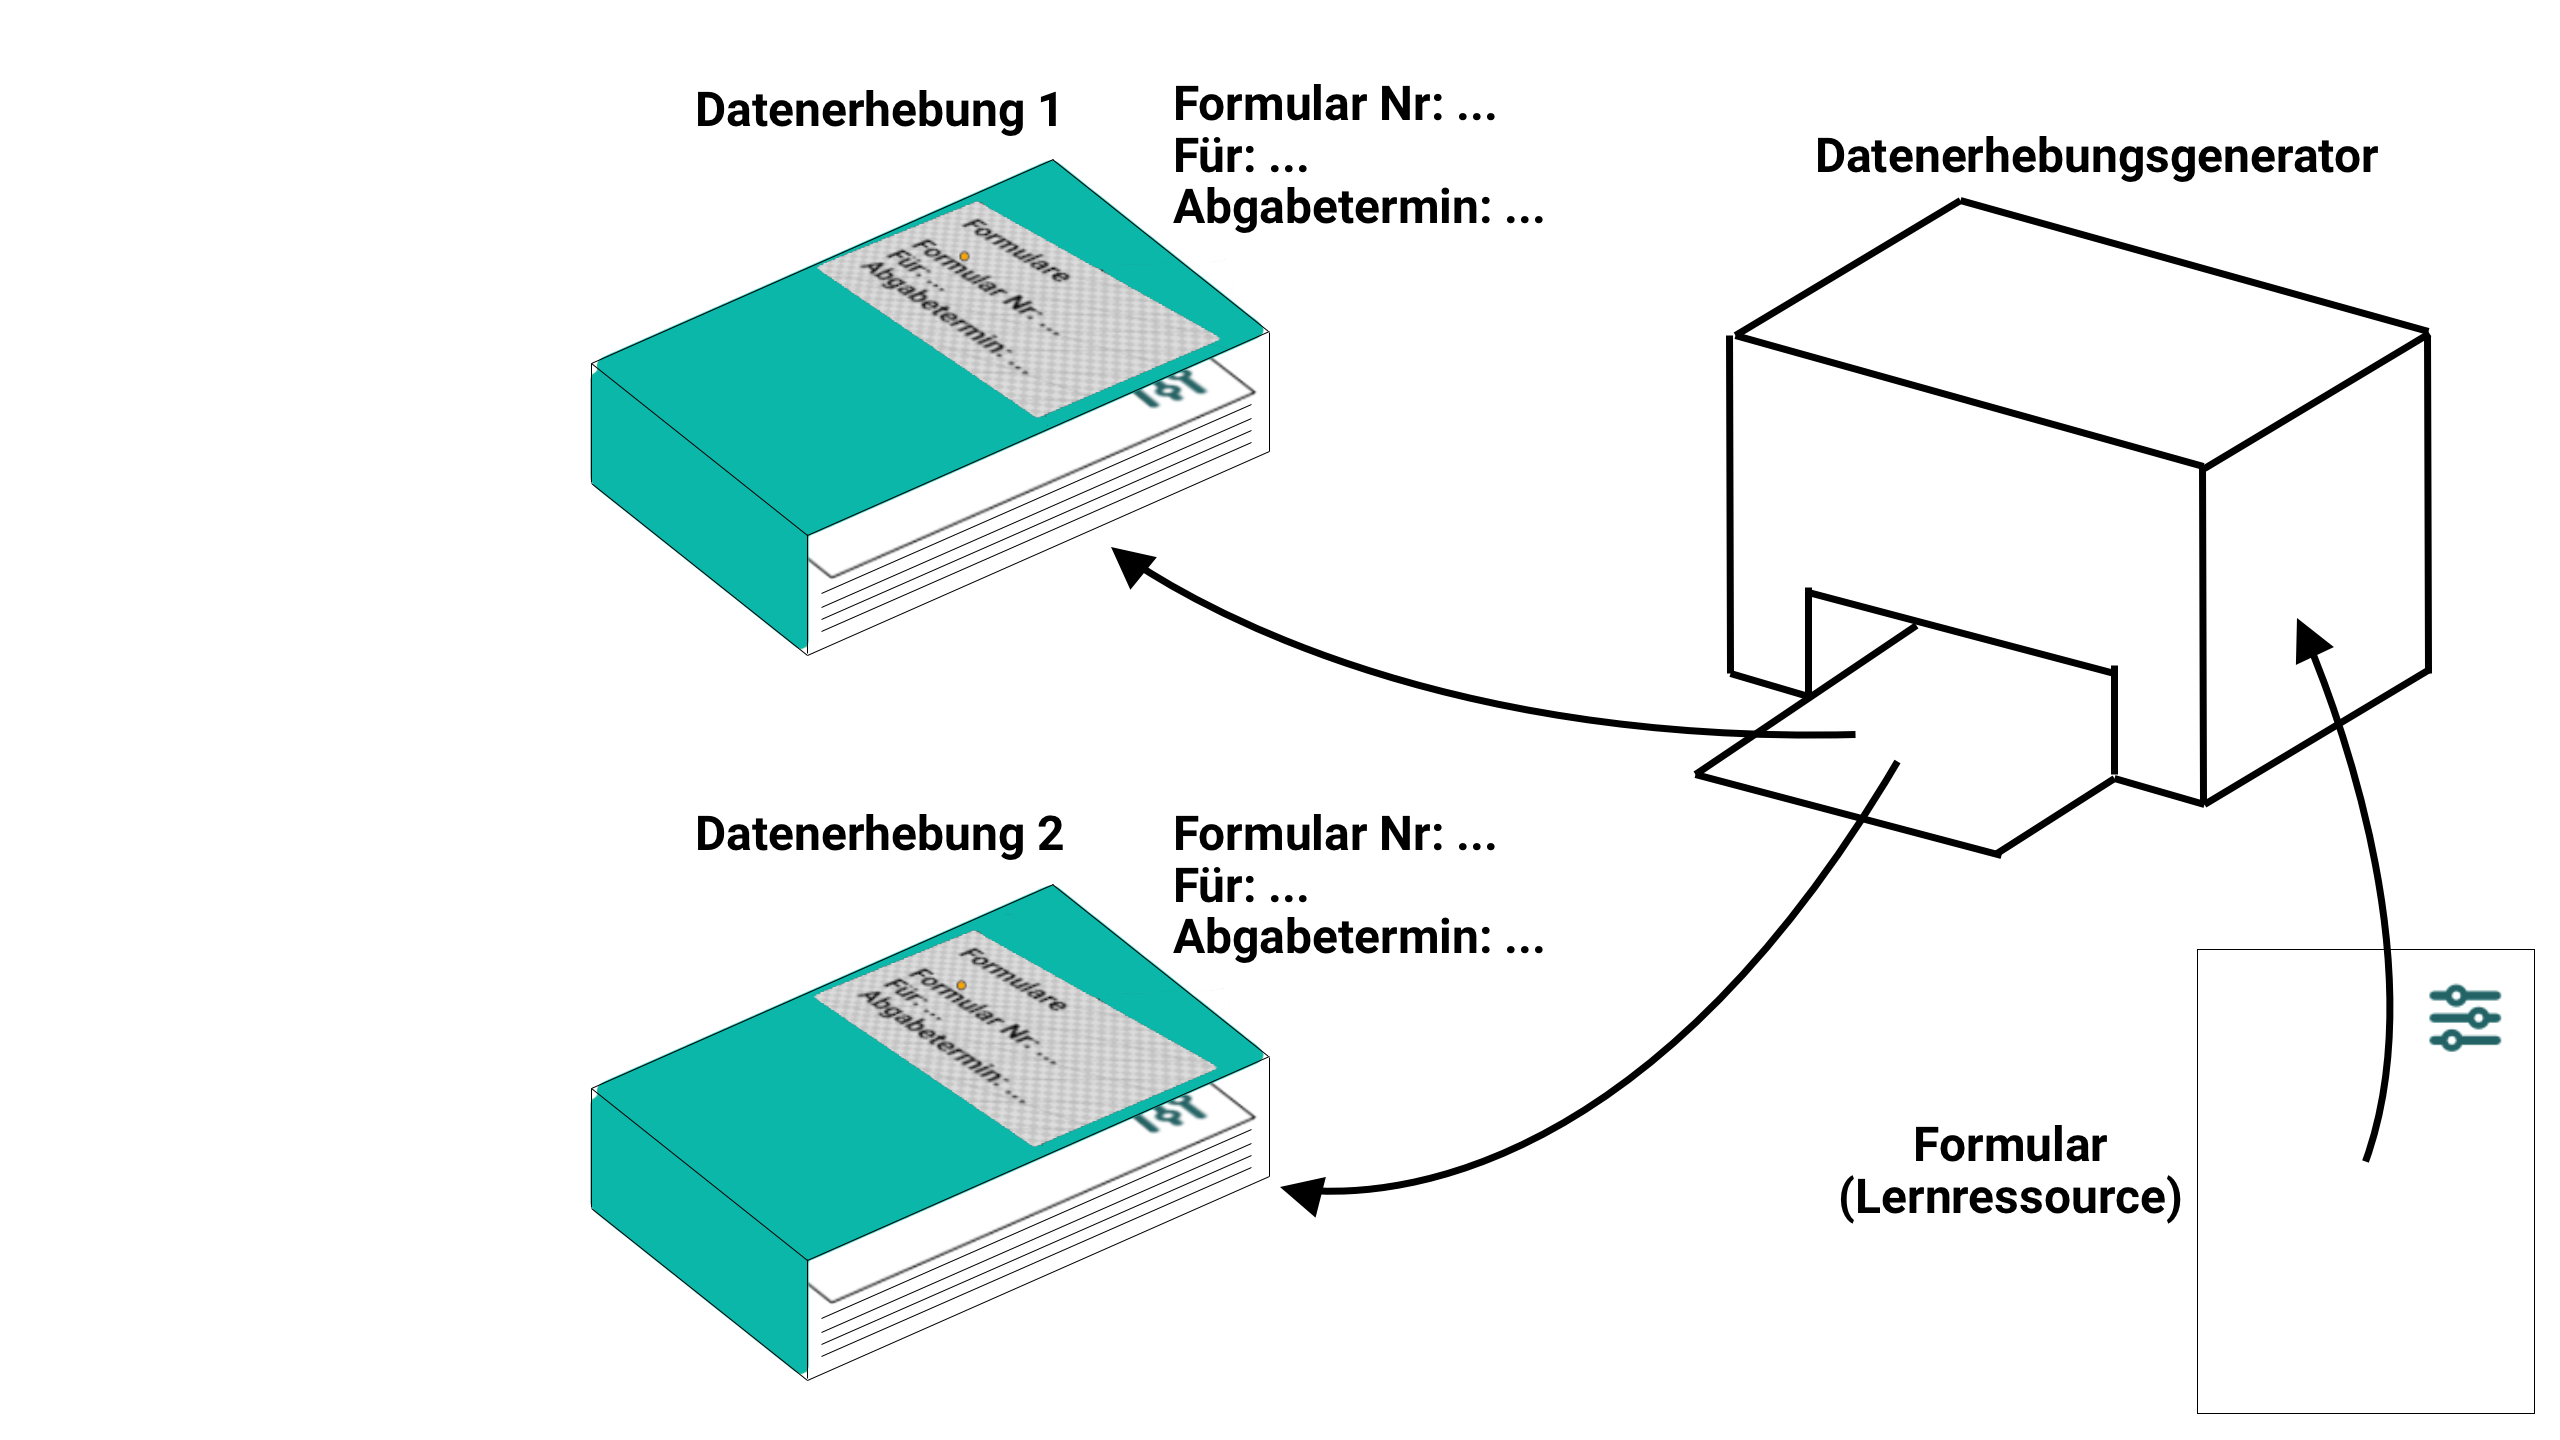 Datenerhebung 1
Formular Nr: ...
Für: ...
Abgabetermin: ...
Formulare
Formular Nr: ...
Für: ...
Abgabetermin: ...
Datenerhebungsgenerator
Datenerhebung 2
Formular Nr: ...
Für: ...
Abgabetermin: ...
Formulare
Formular Nr: ...
Für: ...
Abgabetermin: ...
Formular
(Lernressource)